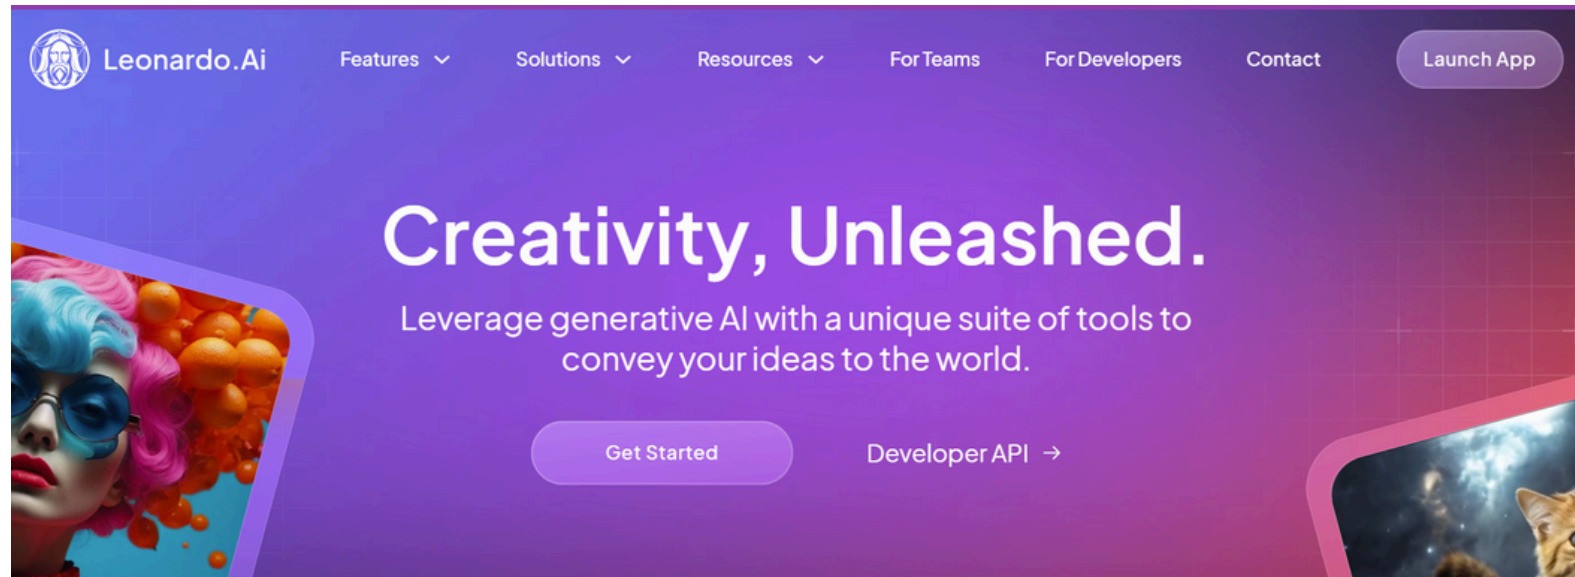 Leonardo.Ai
Features
Solutions
Resources
For Teams
For Developers
Contact
Launch App
Creativity, Unleashed.
Leverage generative AI with a unique suite of tools to
convey your ideas to the world.
Get Started
Developer API →